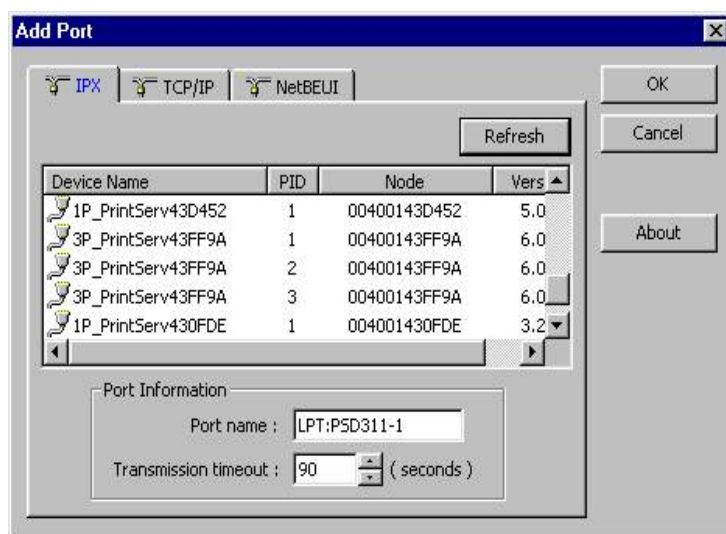 Add Port
IPX TCP/IP NetBEUI
OK
Refresh
Cancel
Device Name PID Node Vers
1P_PrintServ43D452 1 00400143D452 5.0
3P_PrintServ43FF9A 1 00400143FF9A 6.0
About
3P_PrintServ43FF9A 2 00400143FF9A 6.0
3P_PrintServ43FF9A 3 00400143FF9A 6.0
1P_PrintServ430FDE 1 004001430FDE 3.2
Port Information
Port name : LPT:PSD311-1
Transmission timeout : 90 ( seconds )